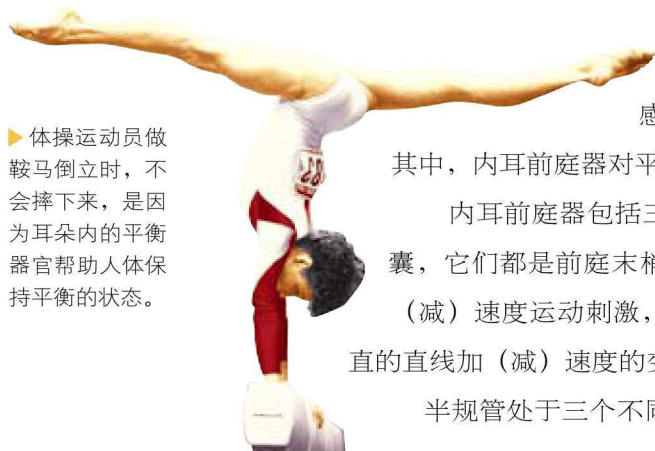 ▶体操运动员做
鞍马倒立时，不
会摔下来，是因
为耳朵内的平衡
器官帮助人体保
持平衡的状态。
感
其中，内耳前庭器对平
内耳前庭器包括三
囊，它们都是前庭末梢
（减）速度运动刺激，
直的直线加（减）速度的变
半规管处于三个不同